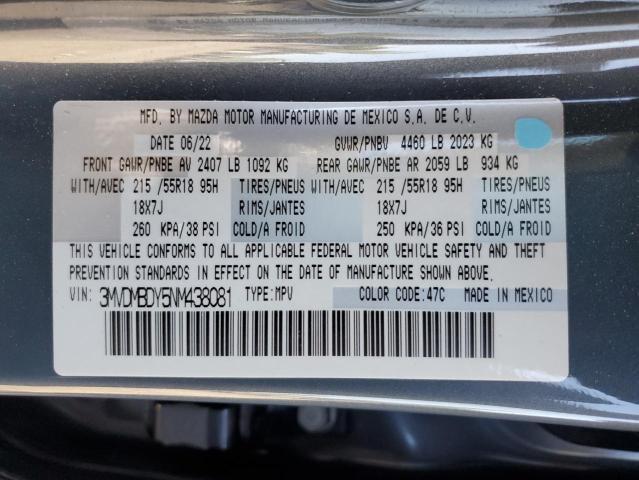 MFD. BY MAZDA MOTOR MANUFACTURING DE MEXICO S.A. DE C.V.
DATE 06/22 GVWR/PNBV 4460 LB 2023 KG
FRONT GAWR/PNBE AV 2407 LB 1092 KG REAR GAWR/PNBE AR 2059 LB 934 KG
WITH/AVEC 215 /55R18 95H TIRES/PNEUS WITH/AVEC 215 /55R18 95H TIRES/PNEUS
18X7J RIMS/JANTES 18X7J RIMS/JANTES
260 KPA/38 PSI COLD/A FROID 250 KPA/36 PSI COLD/A FROID
THIS VEHICLE CONFORMS TO ALL APPLICABLE FEDERAL MOTOR VEHICLE SAFETY AND THEFT
PREVENTION STANDARDS IN EFFECT ON THE DATE OF MANUFACTURE SHOWN ABOVE.
VIN: 3MVDMBDY5NM438081 TYPE:MPV COLOR CODE:47C MADE IN MEXICO